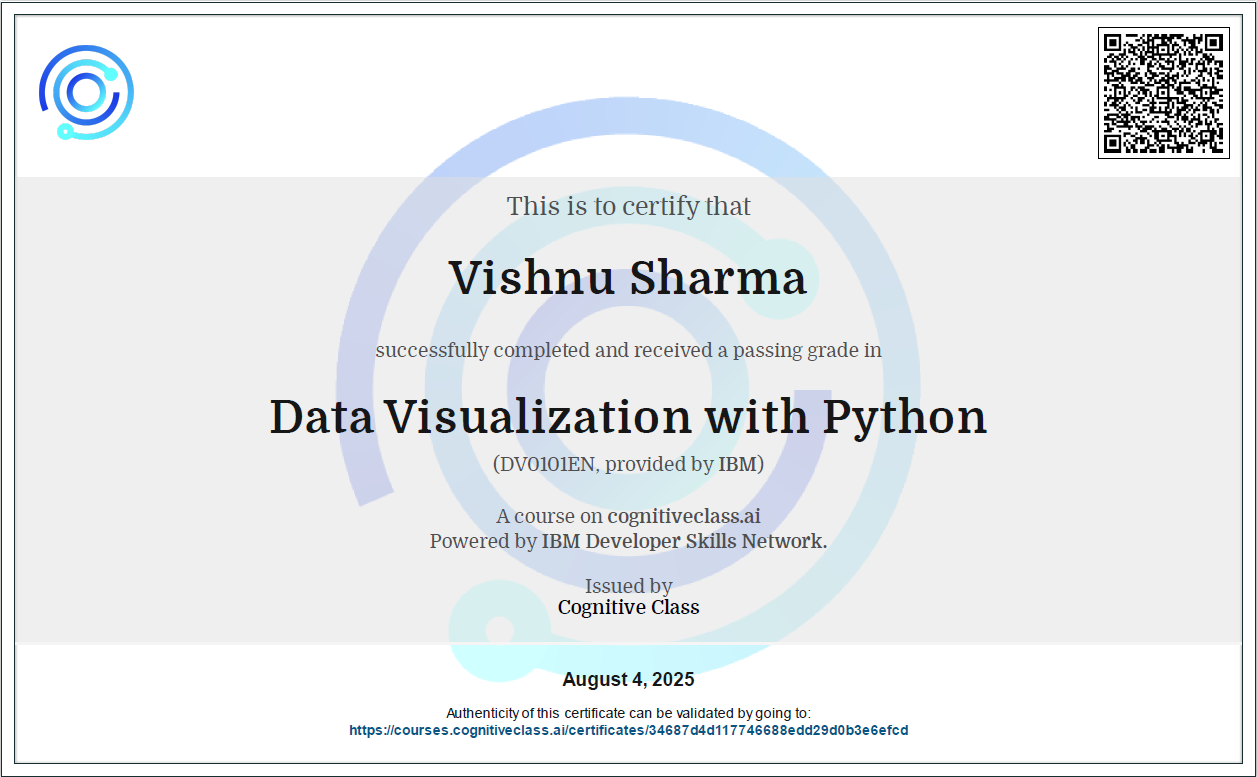 This is to certify that
Vishnu Sharma
successfully completed and received a passing grade in
Data Visualization with Python
(DV0101EN, provided by IBM)
A course on cognitiveclass.ai
Powered by IBM Developer Skills Network.
Issued by
Cognitive Class
August 4, 2025
Authenticity of this certificate can be validated by going to:
https://courses.cognitiveclass.ai/certificates/34687d4d117746688edd29d0b3e6efcd